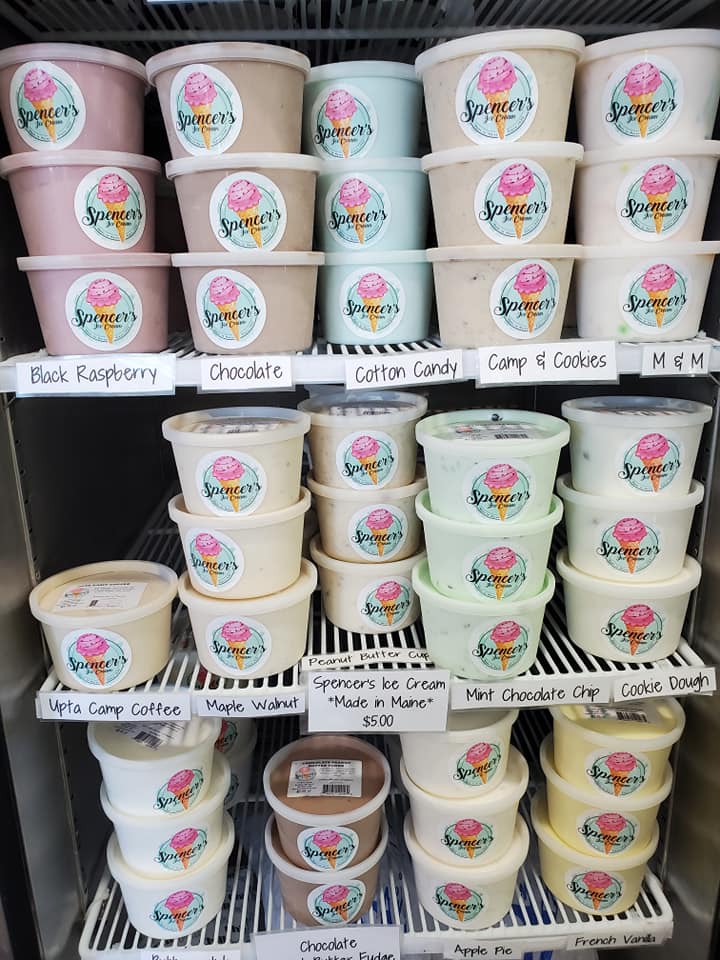 Spencer's
Ice Cream
Black Raspberry
Chocolate
Cotton Candy
Camp & Cookies
M & M
Upta Camp Coffee
Maple Walnut
Peanut Butter Cup
Spencer's Ice Cream
*Made in Maine*
$5.00
Mint Chocolate Chip
Cookie Dough
Chocolate
Butter Fudge
Apple Pie
French Vanilla